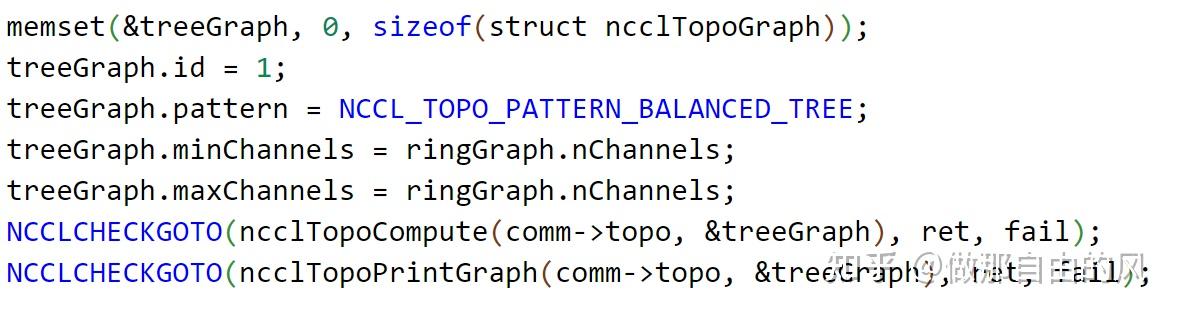 memset(&treeGraph, 0, sizeof(struct ncclTopoGraph));
treeGraph.id = 1;
treeGraph.pattern = NCCL_TOPO_PATTERN_BALANCED_TREE;
treeGraph.minChannels = ringGraph.nChannels;
treeGraph.maxChannels = ringGraph.nChannels;
NCCLCHECKGOTO(ncclTopoCompute(comm->topo, &treeGraph), ret, fail);
NCCLCHECKGOTO(ncclTopoPrintGraph(comm->topo, &treeGraph), ret, fail);
知乎 @做那自由的风